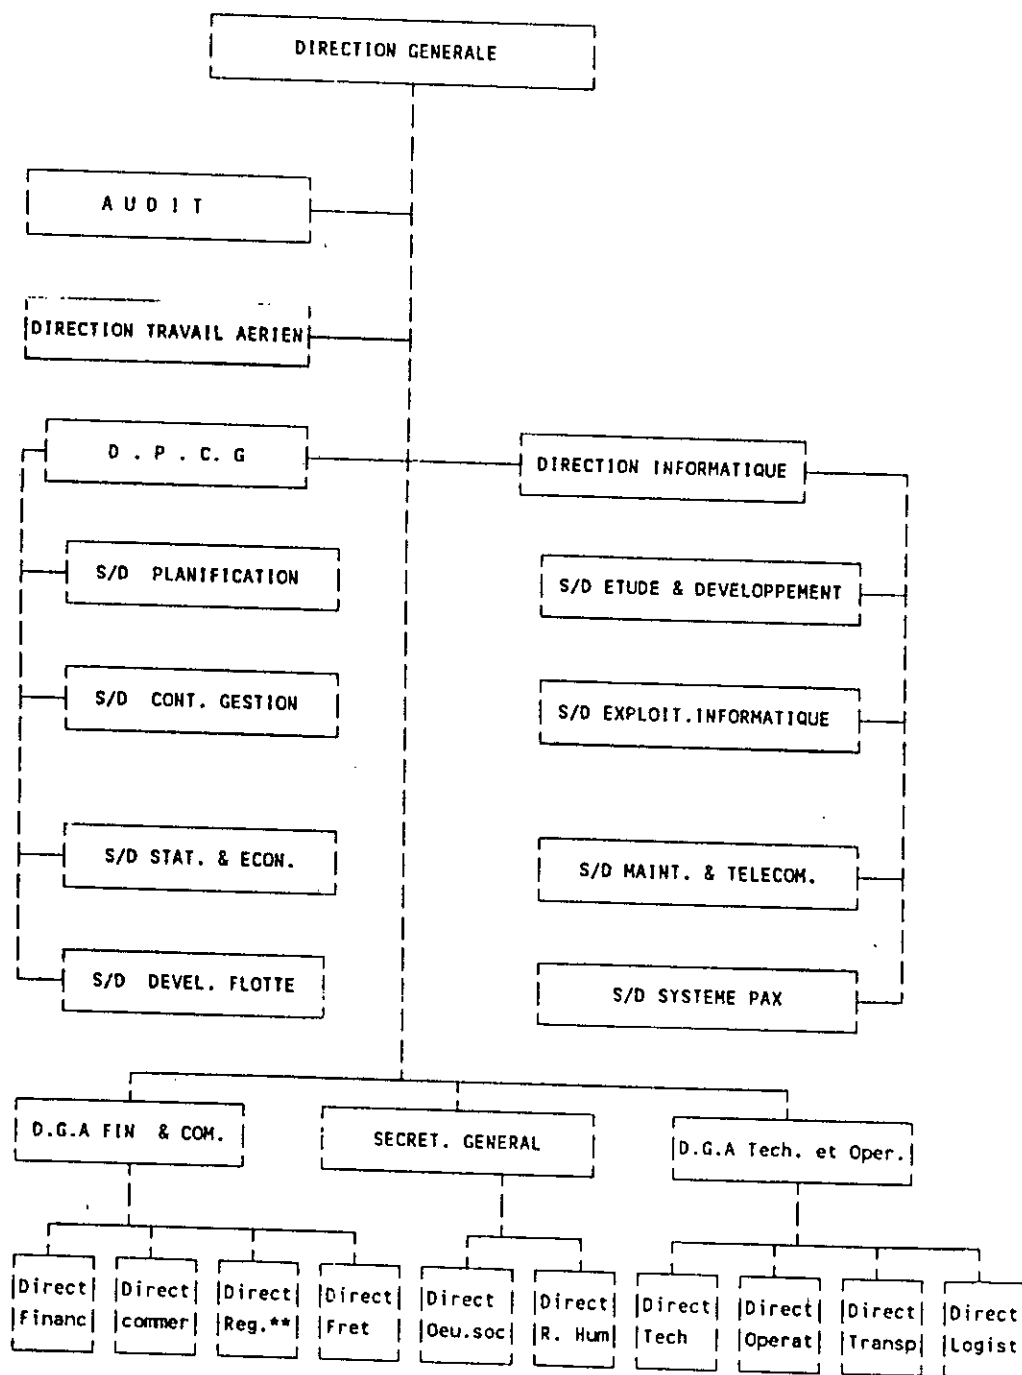 DIRECTION GENERALE
A U D I T
DIRECTION TRAVAIL AERIEN
D . P . C. G
DIRECTION INFORMATIQUE
S/D PLANIFICATION
S/D ETUDE & DEVELOPPEMENT
S/D CONT. GESTION
S/D EXPLOIT.INFORMATIQUE
S/D STAT. & ECON.
S/D MAINT. & TELECOM.
S/D DEVEL. FLOTTE
S/D SYSTEME PAX
D.G.A FIN & COM.
SECRET. GENERAL
D.G.A Tech. et Oper.
Direct
Financ
Direct
commer
Direct
Reg.**
Direct
Fret
Direct
Oeu.soc
Direct
R. Hum
Direct
Tech
Direct
Operat
Direct
Transp
Direct
Logist